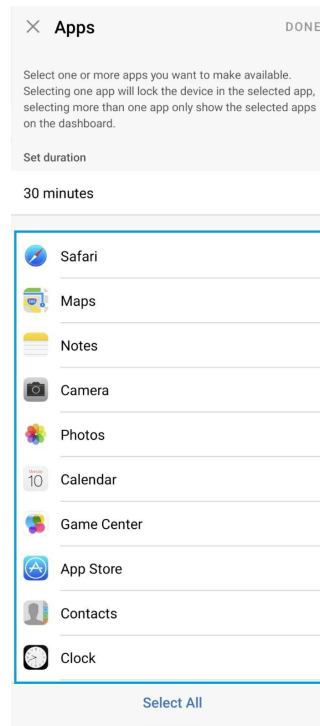 Apps
DONE
Select one or more apps you want to make available.
Selecting one app will lock the device in the selected app,
selecting more than one app only show the selected apps
on the dashboard.
Set duration
30 minutes
Safari
Maps
Notes
Camera
Photos
10 Calendar
Game Center
App Store
Contacts
Clock
Select All